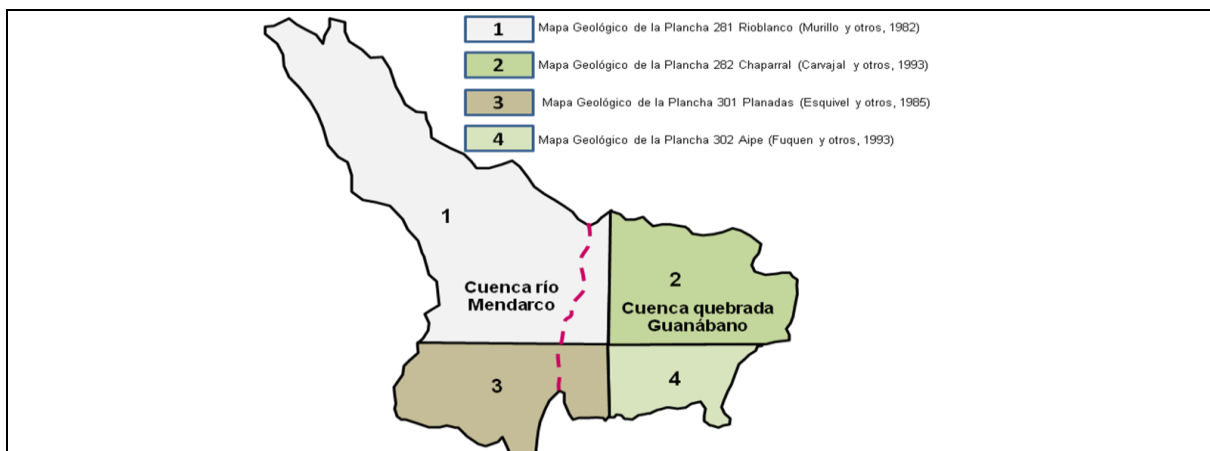 1 Mapa Geológico de la Plancha 281 Rioblanco (Murillo y otros, 1982)
2 Mapa Geológico de la Plancha 282 Chaparral (Carvajal y otros, 1993)
3 Mapa Geológico de la Plancha 301 Planadas (Esquivel y otros, 1985)
4 Mapa Geológico de la Plancha 302 Aipe (Fuquen y otros, 1993)
1
2
Cuenca río
Mendarco
Cuenca quebrada
Guanábano
3
4